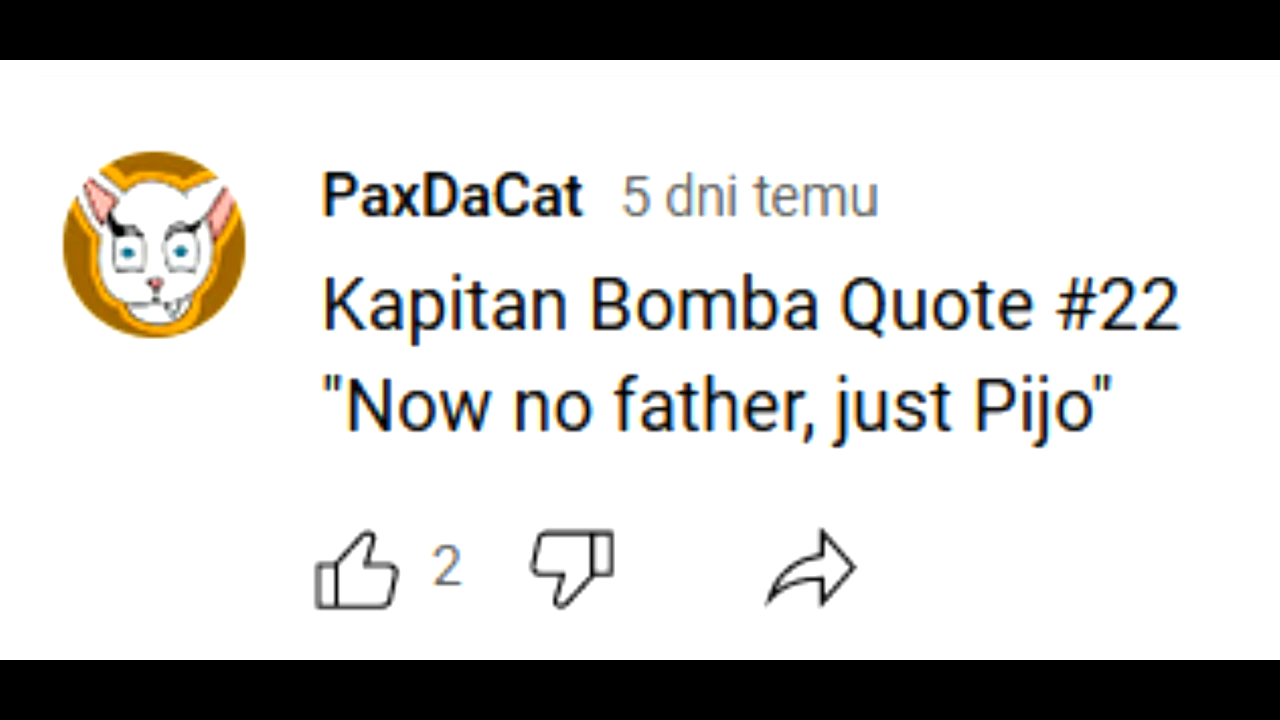 PaxDaCat 5 dni temu
Kapitan Bomba Quote #22
"Now no father, just Pijo"
2